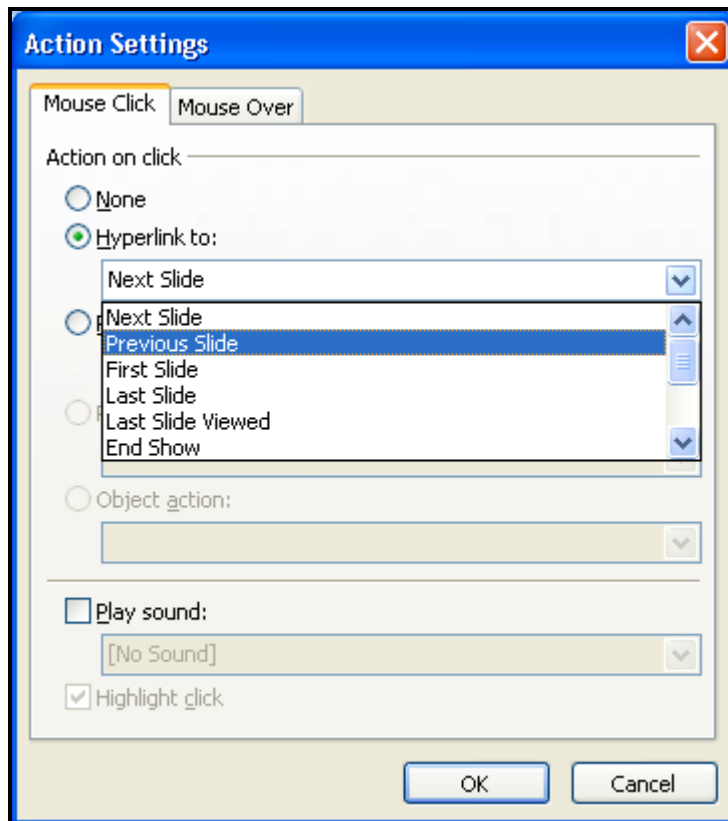 Action Settings
Mouse Click Mouse Over
Action on click
None
Hyperlink to:
Next Slide
Next Slide
Previous Slide
First Slide
Last Slide
Last Slide Viewed
End Show
Object action:
Play sound:
[No Sound]
Highlight click
OK Cancel